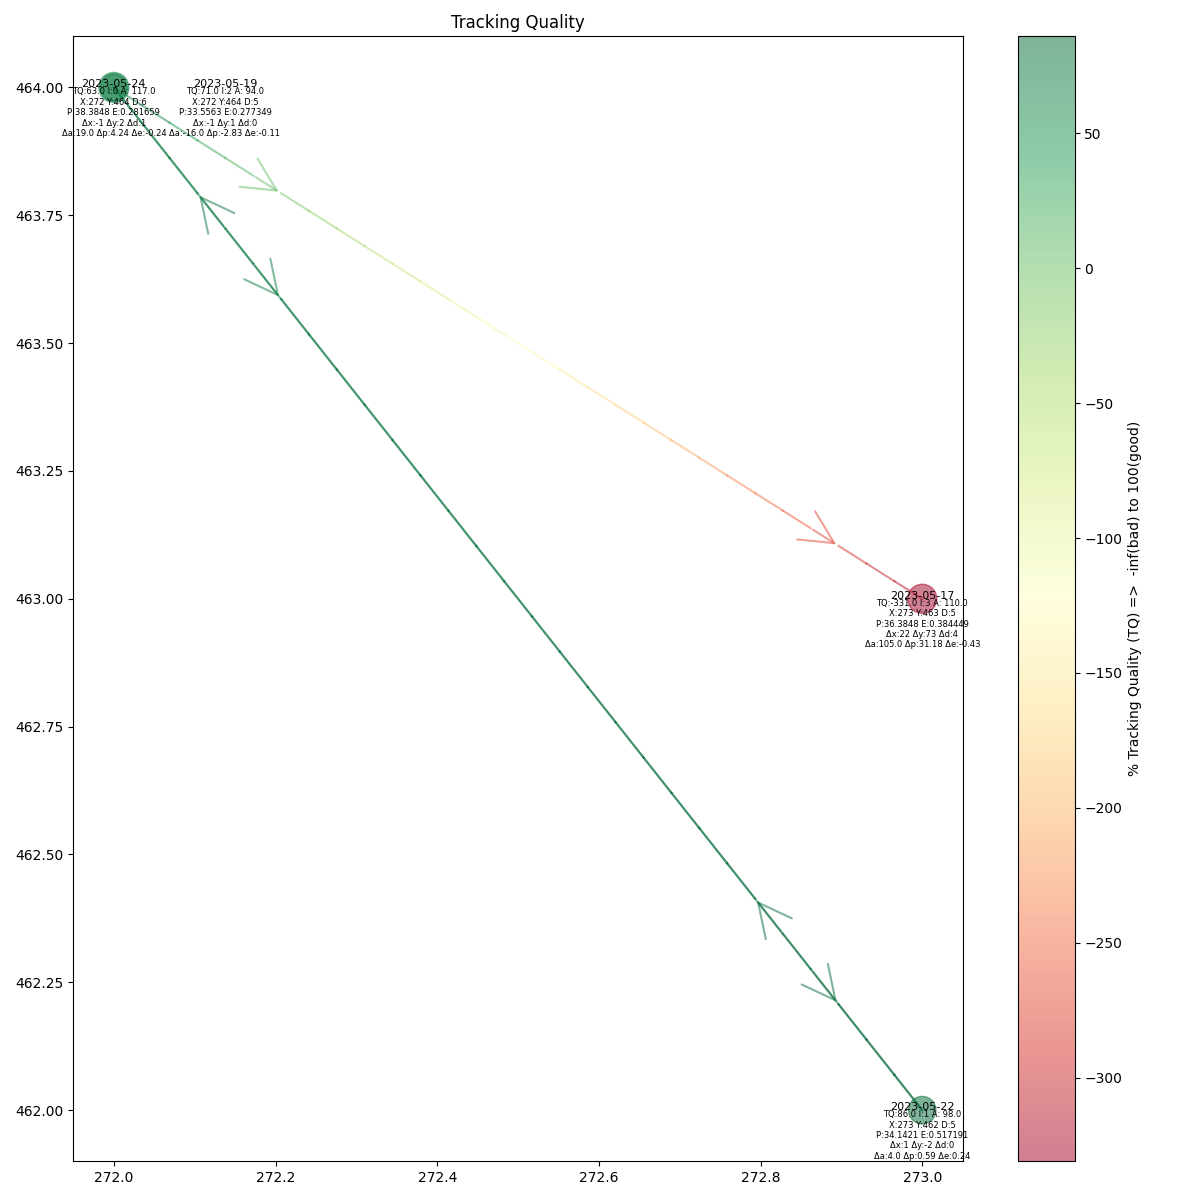 Tracking Quality
2023-05-24
TQ:63.0 I:0 A: 117.0
X:272 Y:464 D:6
P:38.3848 E:0.281659
Δx:-1 Δy:2 Δd:1
Δa:19.0 Δp:4.24 Δe:-0.24
2023-05-19
TQ:71.0 I:2 A: 94.0
X:272 Y:464 D:5
P:33.5563 E:0.277349
Δx:-1 Δy:1 Δd:0
Δa:-16.0 Δp:-2.83 Δe:-0.11
2023-05-17
TQ:-331.0 I:3 A: 110.0
X:273 Y:463 D:5
P:36.3848 E:0.384449
Δx:22 Δy:73 Δd:4
Δa:105.0 Δp:31.18 Δe:-0.43
2023-05-22
TQ:86.0 I:1 A: 98.0
X:273 Y:462 D:5
P:34.1421 E:0.517191
Δx:1 Δy:-2 Δd:0
Δa:4.0 Δp:0.59 Δe:0.24
464.00
463.75
463.50
463.25
463.00
462.75
462.50
462.25
462.00
272.0
272.2
272.4
272.6
272.8
273.0
50
0
−50
−100
−150
−200
−250
−300
% Tracking Quality (TQ) => -inf(bad) to 100(good)